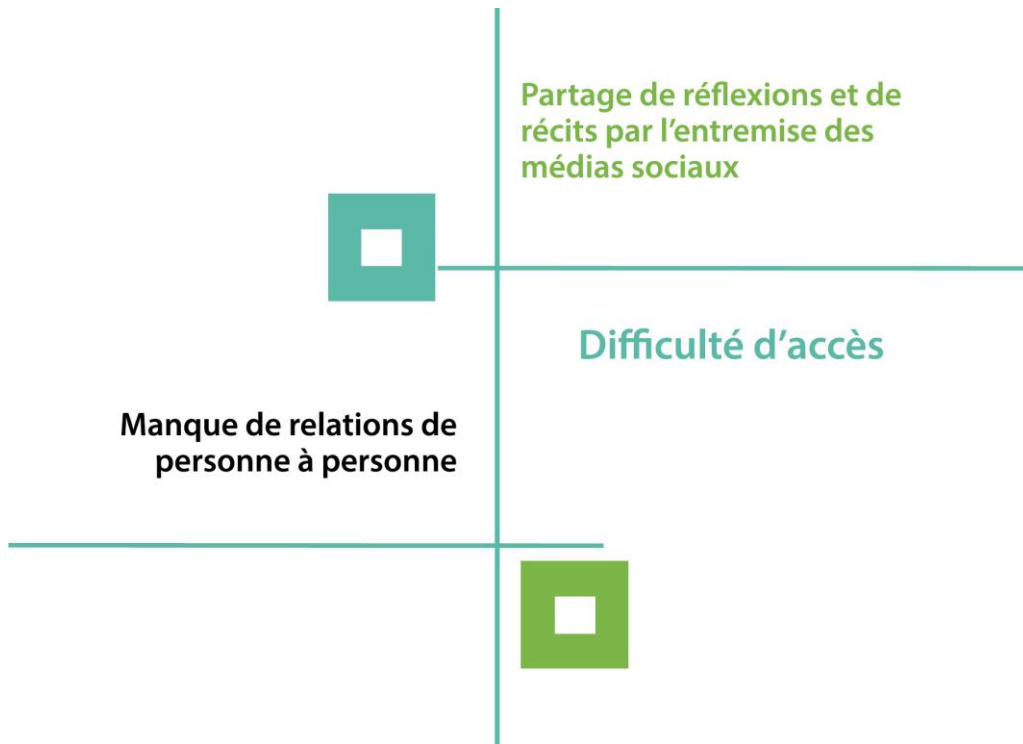 Partage de réflexions et de
récits par l’entremise des
médias sociaux
Difficulté d’accès
Manque de relations de
personne à personne